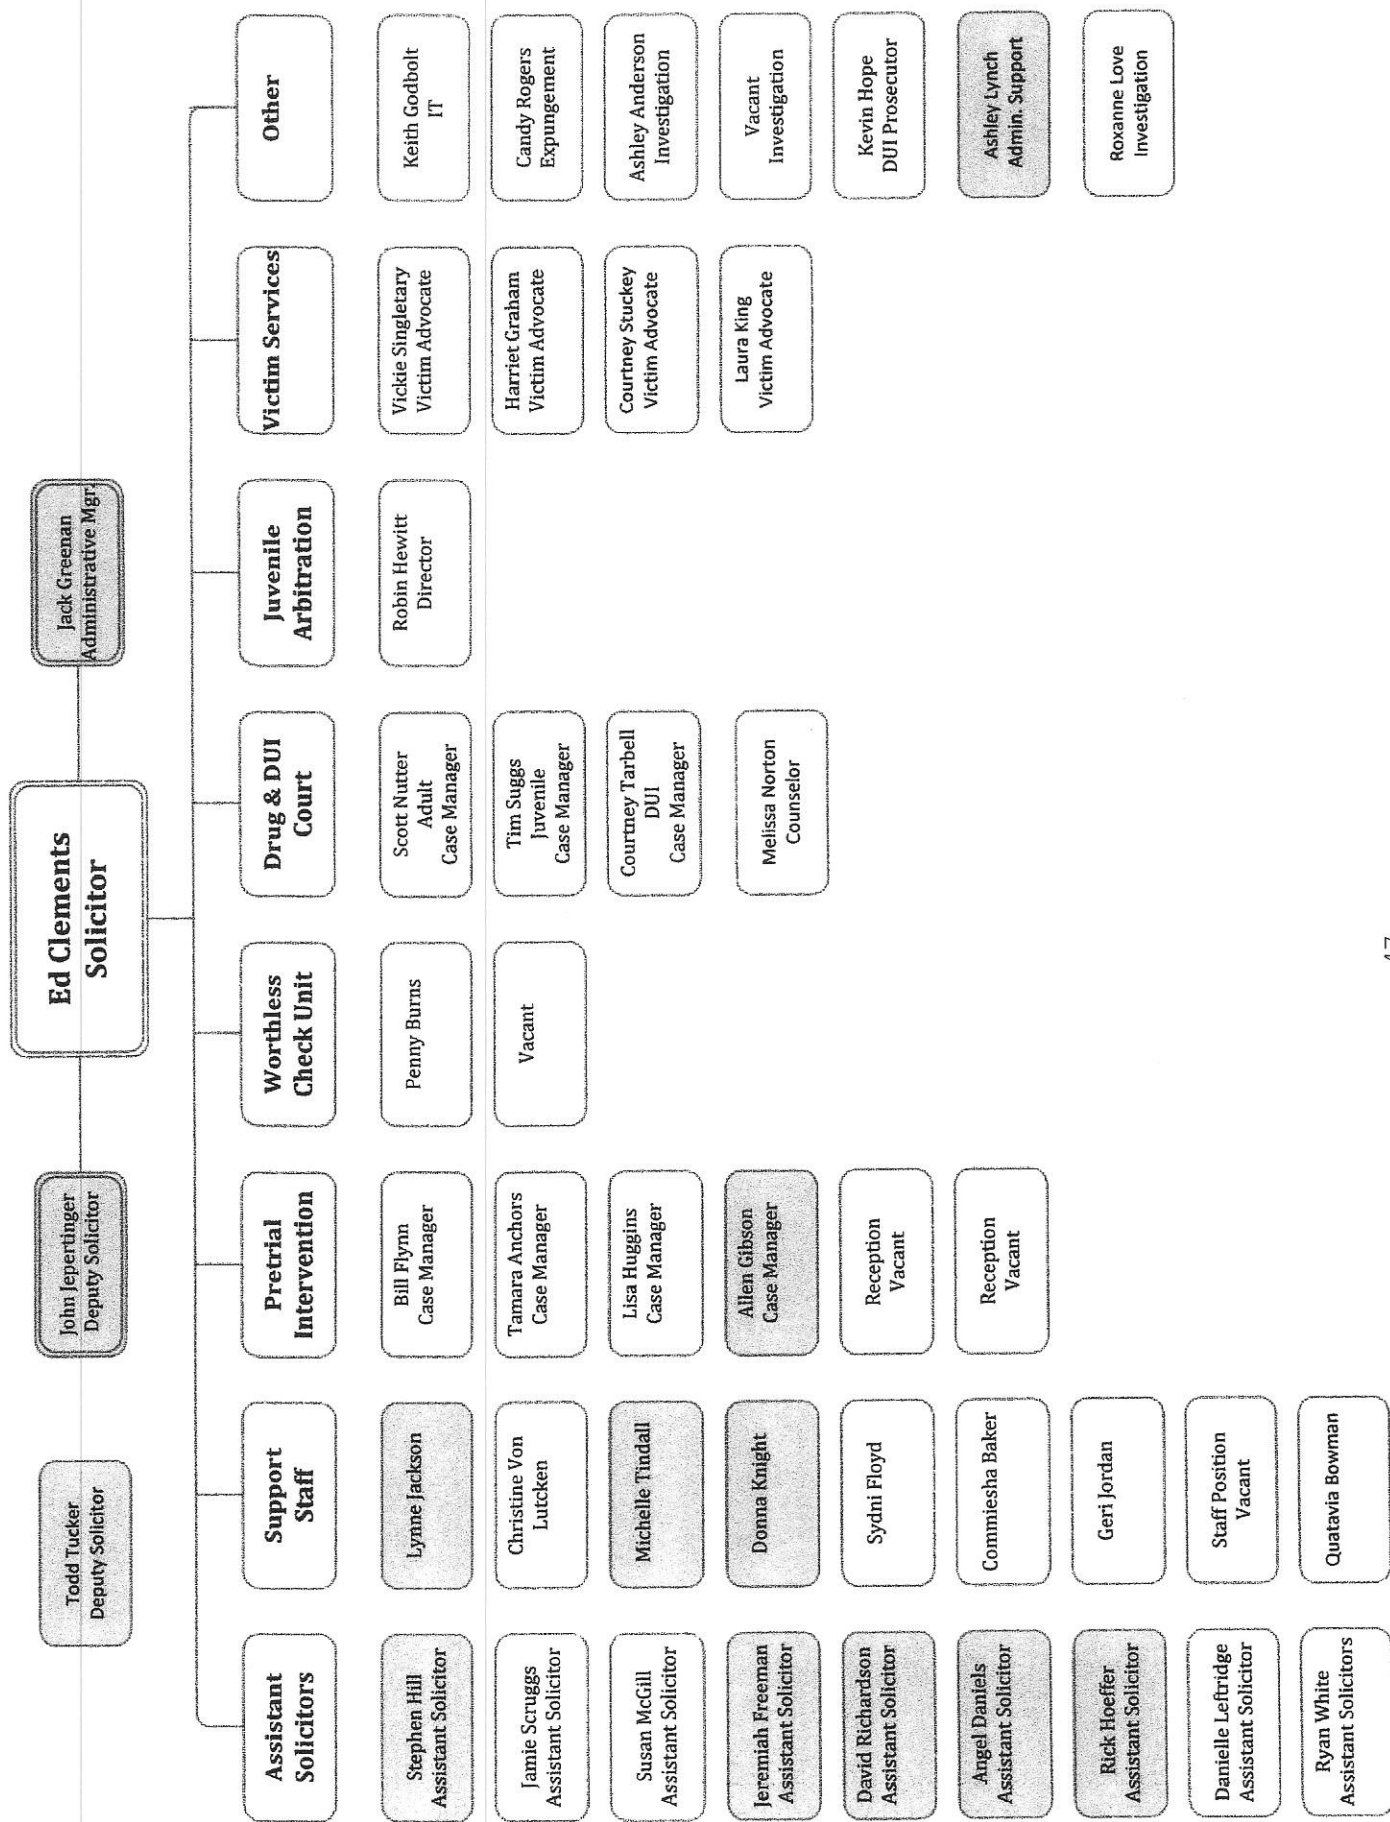 Ed Clements
Solicitor
Todd Tucker
Deputy Solicitor
John Jepertinger
Deputy Solicitor
Jack Greenan
Administrative Mgr.
Assistant
Solicitors
Stephen Hill
Assistant Solicitor
Jamie Scruggs
Assistant Solicitor
Susan McGill
Assistant Solicitor
Jeremiah Freeman
Assistant Solicitor
David Richardson
Assistant Solicitor
Angel Daniels
Assistant Solicitor
Rick Hoeffer
Assistant Solicitor
Danielle Leftridge
Assistant Solicitor
Ryan White
Assistant Solicitors
Support
Staff
Lynne Jackson
Christine Von
Lutcken
Michelle Tindall
Donna Knight
Sydni Floyd
Commiesha Baker
Geri Jordan
Staff Position
Vacant
Quatavia Bowman
Pretrial
Intervention
Bill Flynn
Case Manager
Tamara Anchors
Case Manager
Lisa Huggins
Case Manager
Allen Gibson
Case Manager
Reception
Vacant
Reception
Vacant
Worthless
Check Unit
Penny Burns
Vacant
Drug & DUI
Court
Scott Nutter
Adult
Case Manager
Tim Suggs
Juvenile
Case Manager
Courtney Tarbell
DUI
Case Manager
Melissa Norton
Counselor
Juvenile
Arbitration
Robin Hewitt
Director
Victim Services
Vickie Singletary
Victim Advocate
Harriet Graham
Victim Advocate
Courtney Stuckey
Victim Advocate
Laura King
Victim Advocate
Other
Keith Godbolt
IT
Candy Rogers
Expungement
Ashley Anderson
Investigation
Vacant
Investigation
Kevin Hope
DUI Prosecutor
Ashley Lynch
Admin. Support
Roxanne Love
Investigation
47